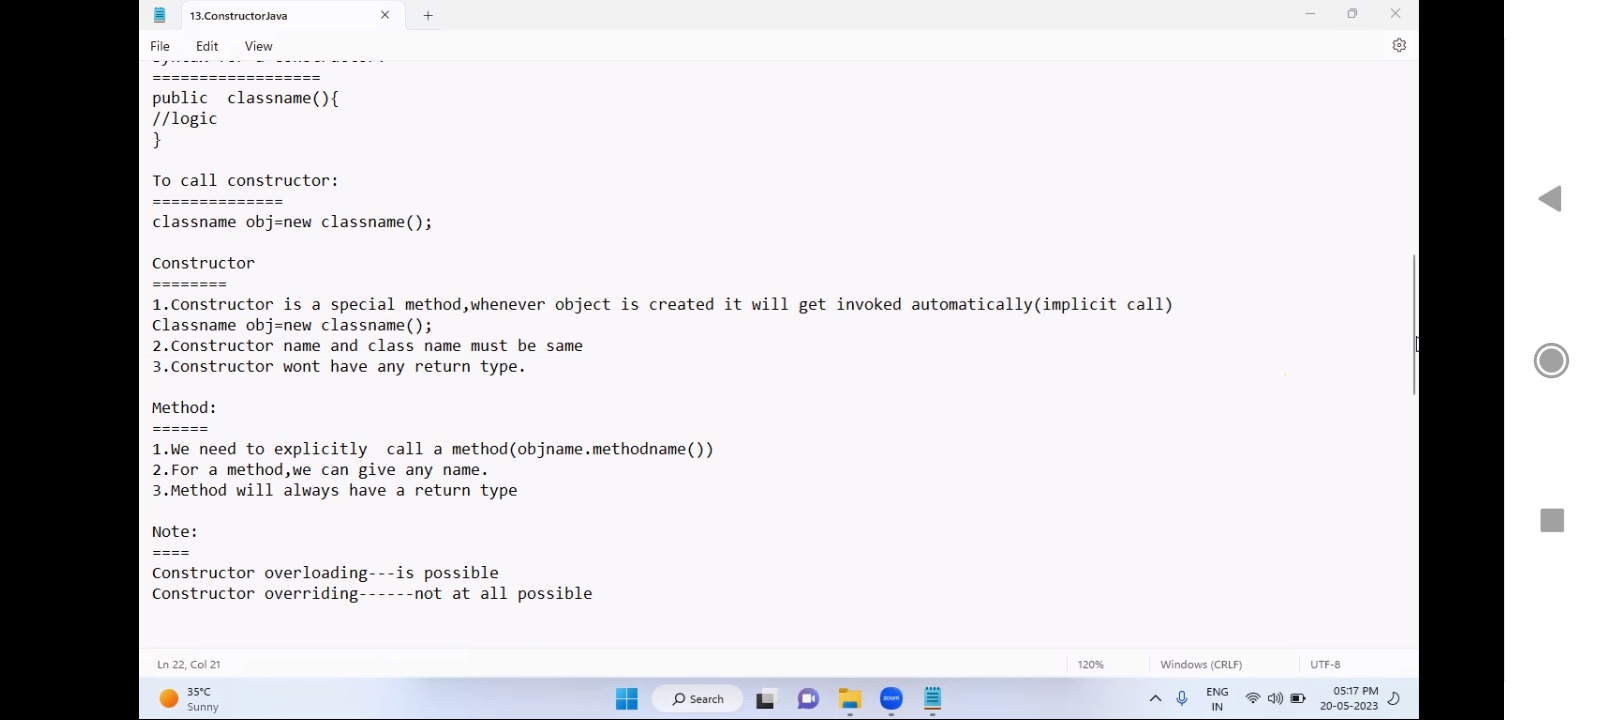 13.ConstructorJava
File Edit View
==================
public  classname(){
//logic
}
To call constructor:
==============
classname obj=new classname();
Constructor
========
1.Constructor is a special method,whenever object is created it will get invoked automatically(implicit call)
Classname obj=new classname();
2.Constructor name and class name must be same
3.Constructor wont have any return type.
Method:
======
1.We need to explicitly  call a method(objname.methodname())
2.For a method,we can give any name.
3.Method will always have a return type
Note:
====
Constructor overloading---is possible
Constructor overriding------not at all possible
Ln 22, Col 21 120% Windows (CRLF) UTF-8
35°C
Sunny
Search
zoom
ENG
IN
05:17 PM
20-05-2023